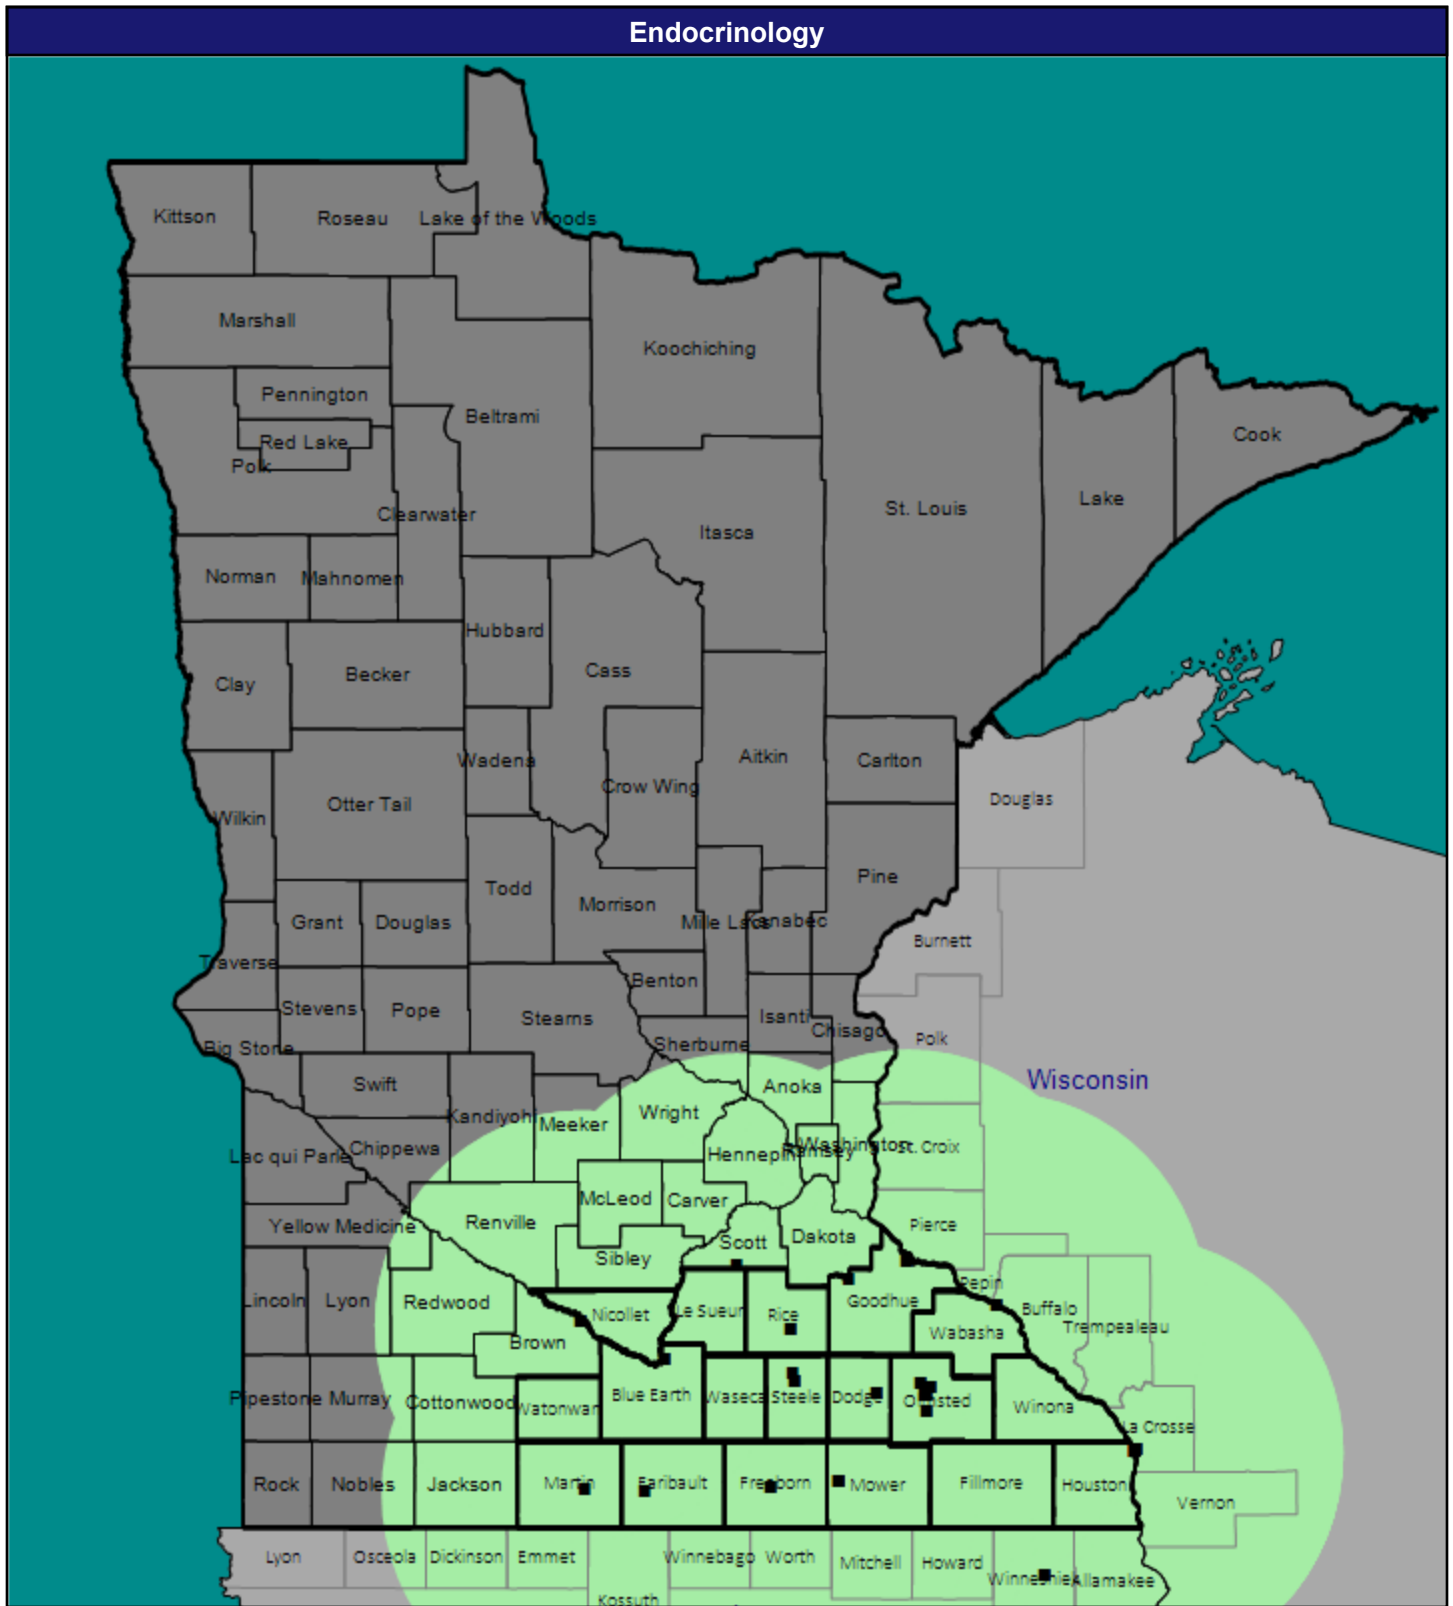 Endocrinology
Kittson
Roseau
Lake of the Woods
Marshall
Koochiching
Pennington
Beltrami
Red Lake
Polk
Cook
Clearwater
St. Louis
Lake
Itasca
Norman
Mahnomen
Hubbard
Cass
Clay
Becker
Wadena
Aitkin
Carlton
Crow Wing
Douglas
Otter Tail
Wilkin
Todd
Pine
Morrison
Grant
Douglas
Mille Lacs
Kanabec
Burnett
Traverse
Benton
Stevens
Pope
Stearns
Isanti
Chisago
Polk
Big Stone
Sherburne
Swift
Anoka
Wisconsin
Kandiyohi
Meeker
Wright
Lac qui Parle
Chippewa
Hennepin
Washington
Ramsey
St. Croix
McLeod
Carver
Yellow Medicine
Renville
Pierce
Scott
Dakota
Sibley
Pepin
Lincoln
Lyon
Redwood
Nicollet
Le Sueur
Rice
Goodhue
Buffalo
Brown
Wabasha
Trempealeau
Pipestone
Murray
Cottonwood
Watonwan
Blue Earth
Waseca
Steele
Dodge
Olmsted
Winona
La Crosse
Rock
Nobles
Jackson
Martin
Faribault
Freeborn
Mower
Fillmore
Houston
Vernon
Lyon
Osceola
Dickinson
Emmet
Winnebago
Worth
Mitchell
Howard
Winneshiek
Allamakee
Kossuth